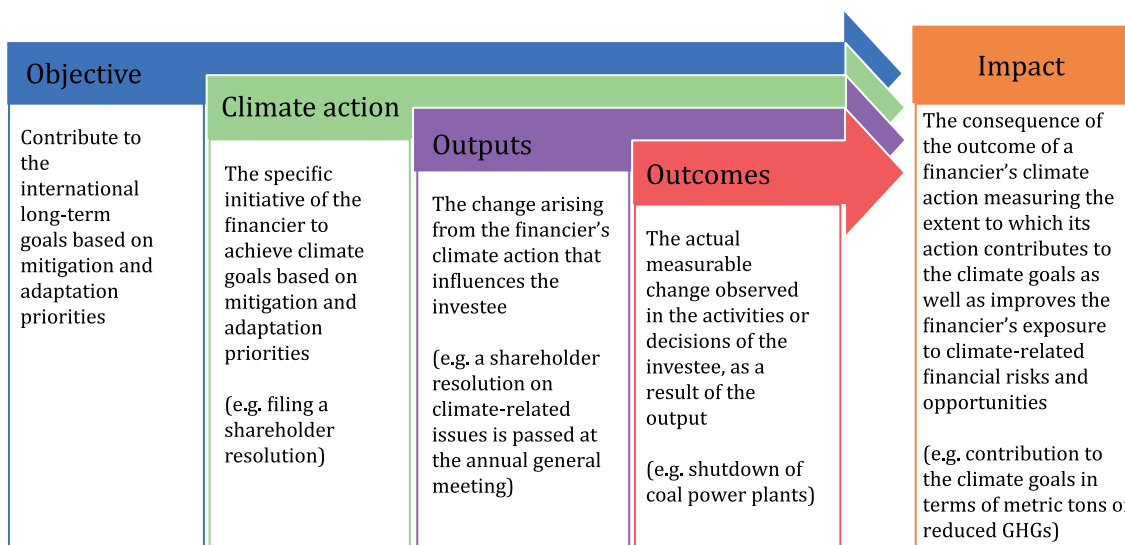 Objective
Contribute to
the
international
long-term
goals based on
mitigation and
adaptation
priorities
Climate action
The specific
initiative of the
financier to
achieve climate
goals based on
mitigation and
adaptation
priorities
(e.g. filing a
shareholder
resolution)
Outputs
The change arising
from the financier’s
climate action that
influences the
investee
(e.g. a shareholder
resolution on
climate-related
issues is passed at
the annual general
meeting)
Outcomes
The actual
measurable
change observed
in the activities or
decisions of the
investee, as a
result of the
output
(e.g. shutdown of
coal power plants)
Impact
The consequence of
the outcome of a
financier’s climate
action measuring the
extent to which its
action contributes to
the climate goals as
well as improves the
financier’s exposure
to climate-related
financial risks and
opportunities
(e.g. contribution to
the climate goals in
terms of metric tons of
reduced GHGs)